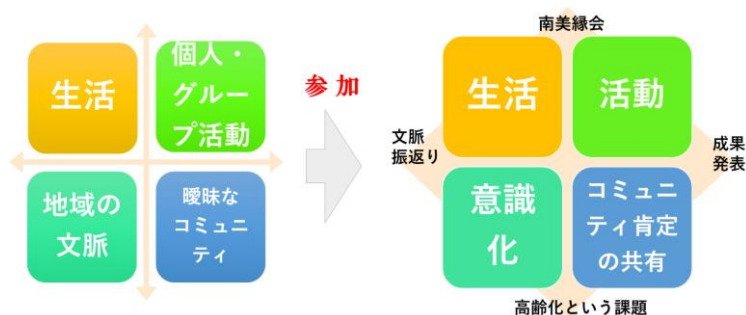 生活
個人・
グルー
プ活動
地域の
文脈
曖昧な
コミュニ
ティ
参加
南美縁会
生活
活動
文脈
振返り
成果
発表
意識
化
コミュニ
ティ肯定
の共有
高齢化という課題